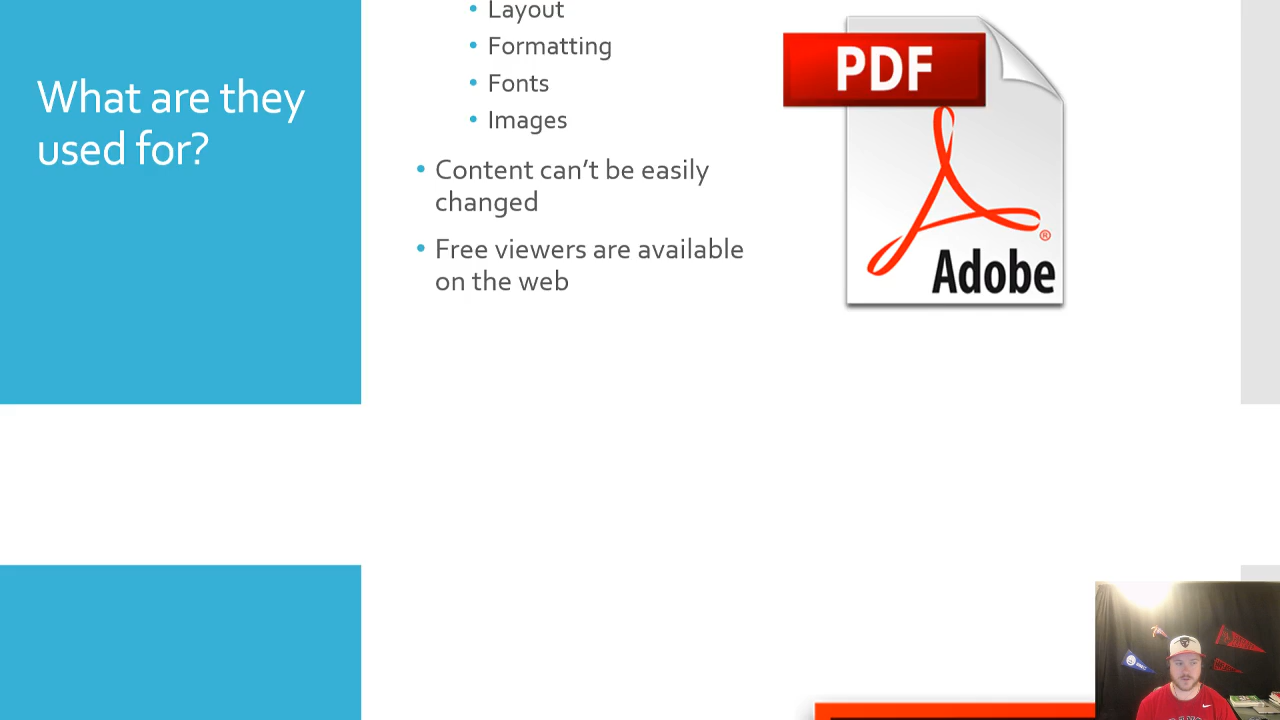 What are they
used for?
• Layout
• Formatting
• Fonts
• Images
• Content can’t be easily
changed
• Free viewers are available
on the web
PDF
®
Adobe